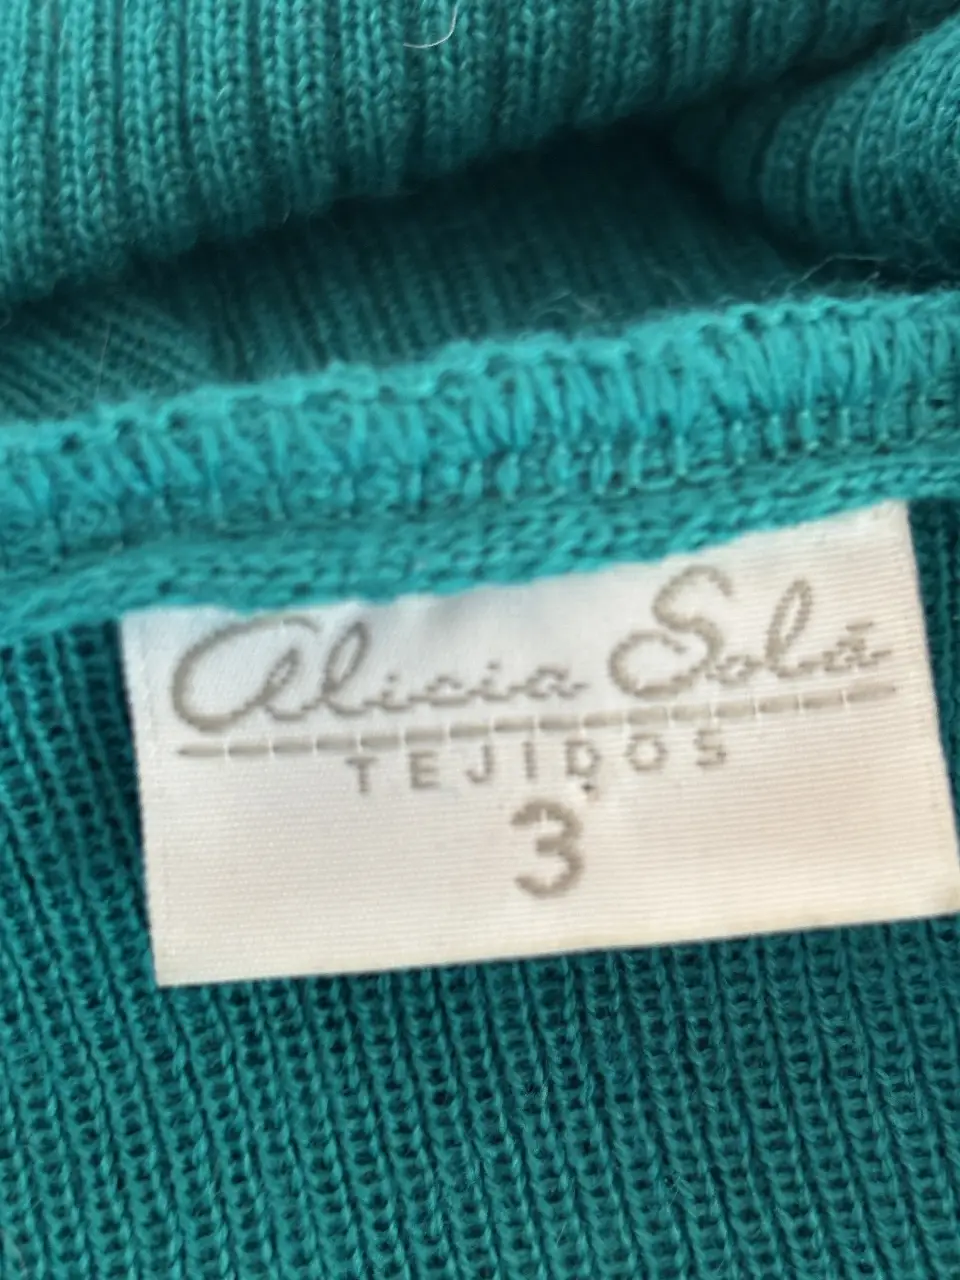 Alicia Solá
TEJIDOS
3